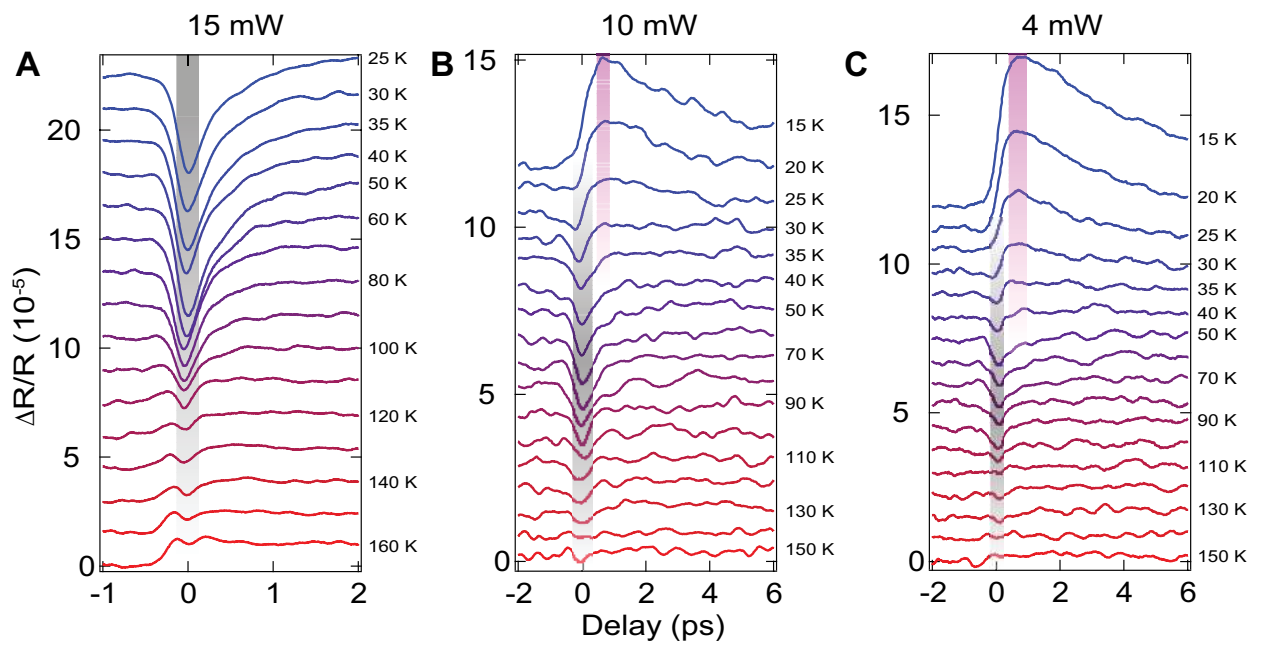 15 mW
10 mW
4 mW
A
B
C
ΔR/R (10⁻⁵)
20
15
10
5
0
-1
0
1
2
25 K
30 K
35 K
40 K
50 K
60 K
80 K
100 K
120 K
140 K
160 K
15
10
5
0
-2
0
2
4
6
Delay (ps)
15 K
20 K
25 K
30 K
35 K
40 K
50 K
70 K
90 K
110 K
130 K
150 K
15
10
5
0
-2
0
2
4
6
15 K
20 K
25 K
30 K
35 K
40 K
50 K
70 K
90 K
110 K
130 K
150 K